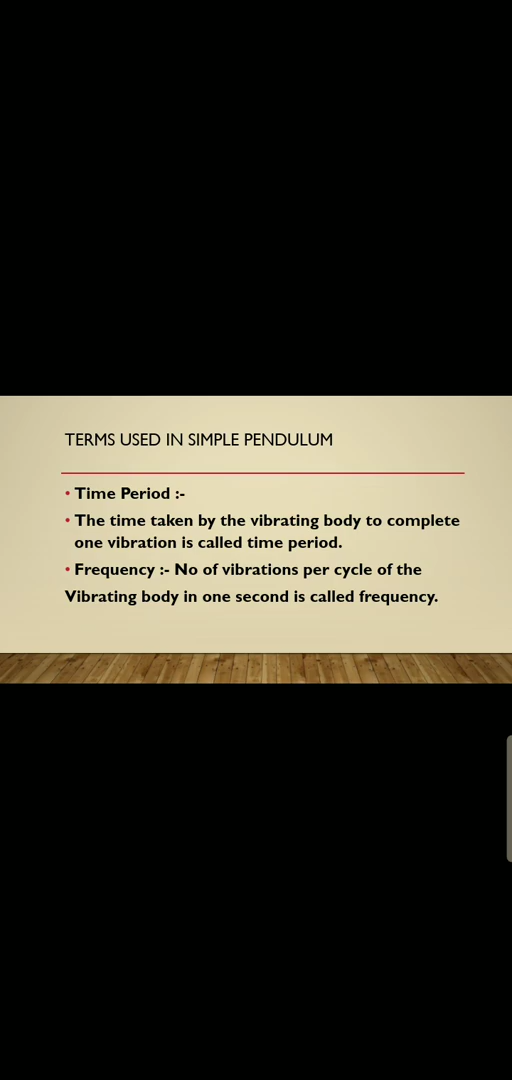 TERMS USED IN SIMPLE PENDULUM
• Time Period :-
• The time taken by the vibrating body to complete
one vibration is called time period.
• Frequency :- No of vibrations per cycle of the
Vibrating body in one second is called frequency.